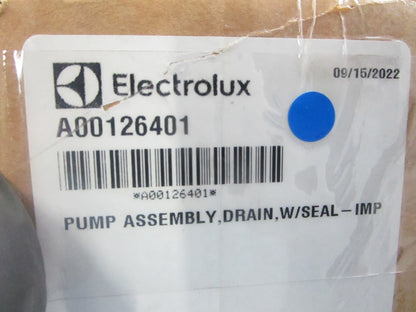 Electrolux
09/15/2022
A00126401
*A00126401*
PUMP ASSEMBLY,DRAIN,W/SEAL-IMP